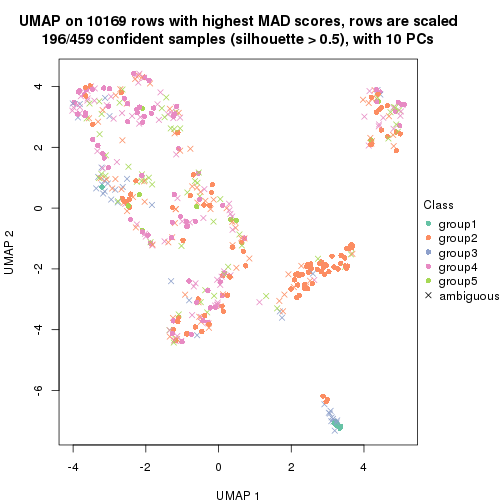 UMAP on 10169 rows with highest MAD scores, rows are scaled
196/459 confident samples (silhouette > 0.5), with 10 PCs
4
2
0
-2
-4
-6
UMAP 2
-4
-2
0
2
4
UMAP 1
Class
group1
group2
group3
group4
group5
ambiguous